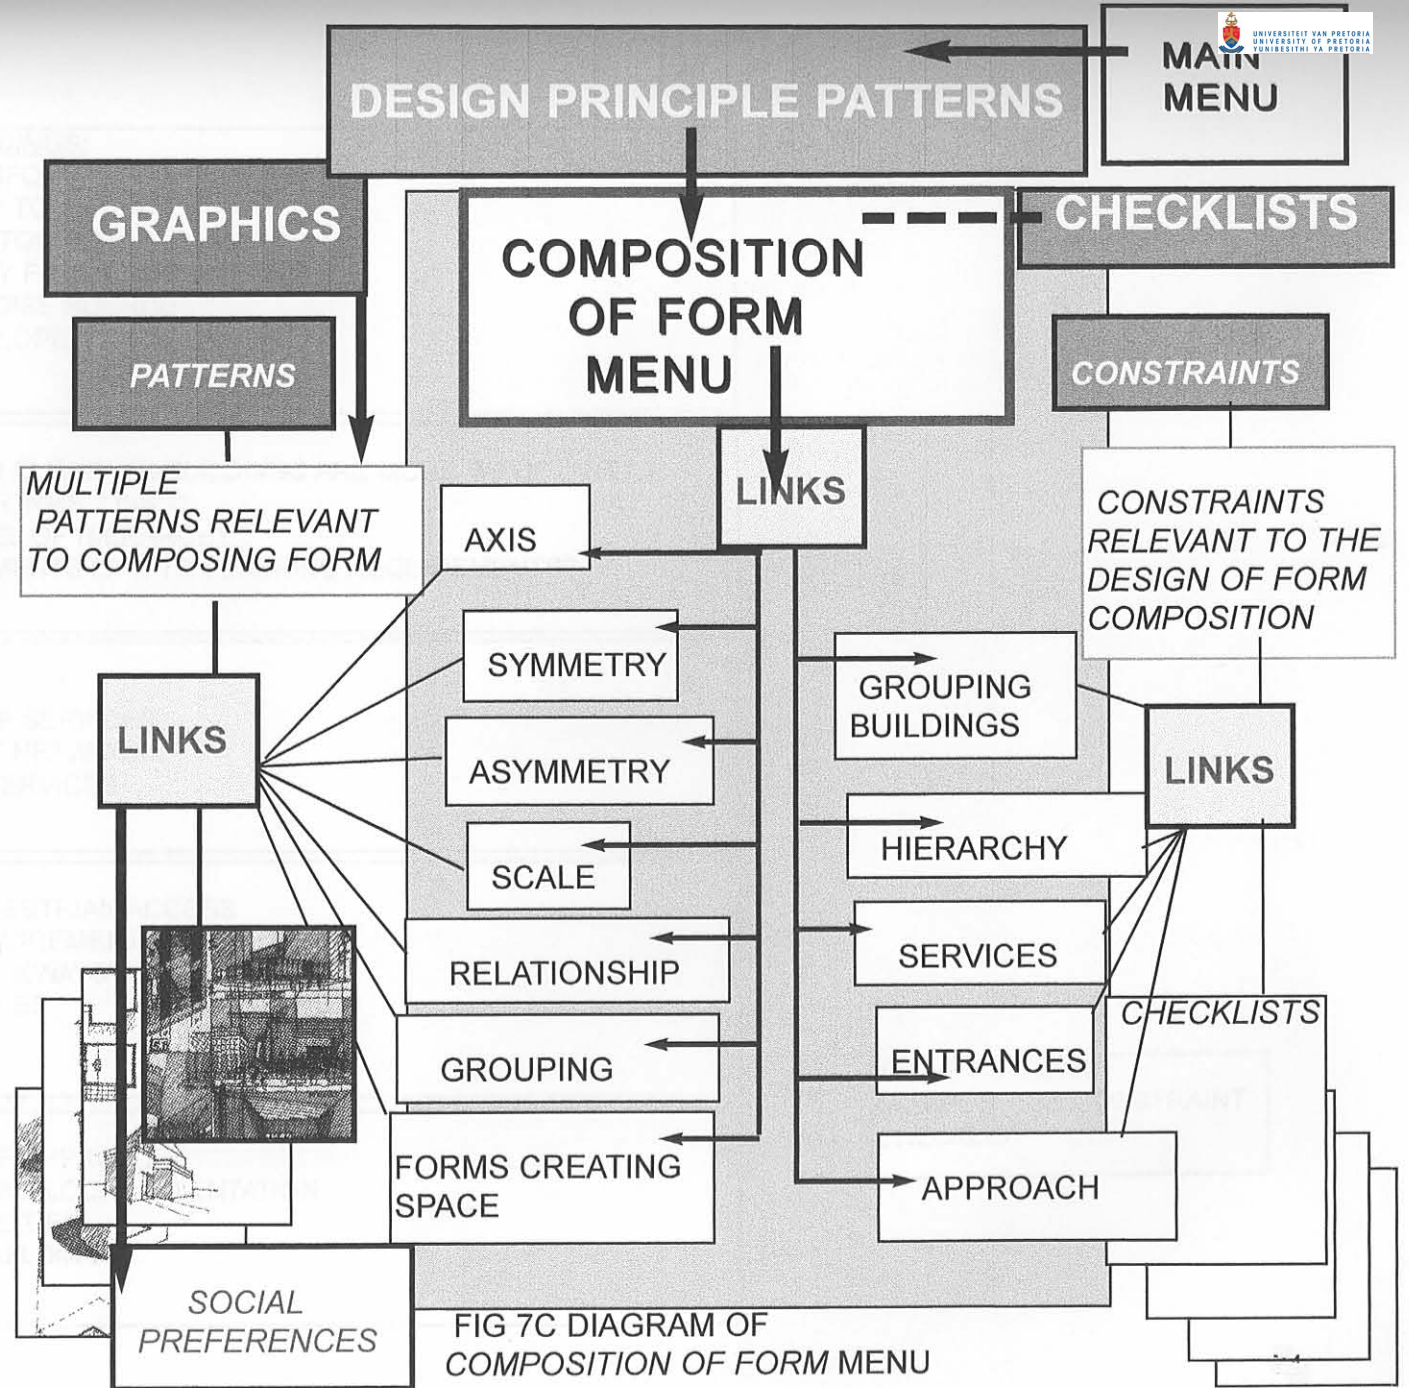 UNIVERSITEIT VAN PRETORIA
UNIVERSITY OF PRETORIA
YUNIBESITHI YA PRETORIA
MAIN
MENU
DESIGN PRINCIPLE PATTERNS
GRAPHICS
CHECKLISTS
COMPOSITION
OF FORM
MENU
PATTERNS
CONSTRAINTS
LINKS
MULTIPLE
PATTERNS RELEVANT
TO COMPOSING FORM
CONSTRAINTS
RELEVANT TO THE
DESIGN OF FORM
COMPOSITION
AXIS
SYMMETRY
ASYMMETRY
SCALE
RELATIONSHIP
GROUPING
FORMS CREATING
SPACE
GROUPING
BUILDINGS
HIERARCHY
SERVICES
ENTRANCES
APPROACH
LINKS
LINKS
CHECKLISTS
SOCIAL
PREFERENCES
FIG 7C DIAGRAM OF
COMPOSITION OF FORM MENU